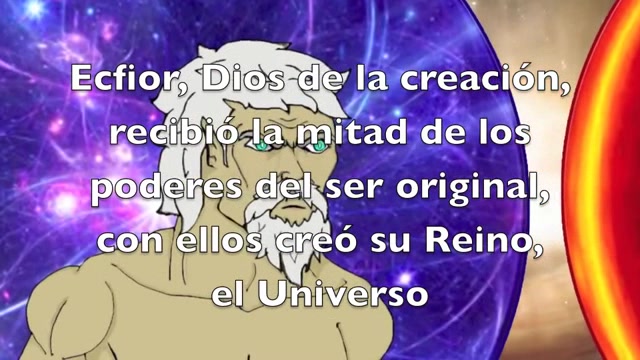 Ecfior, Dios de la creación,
recibió la mitad de los
poderes del ser original,
con ellos creó su Reino,
el Universo